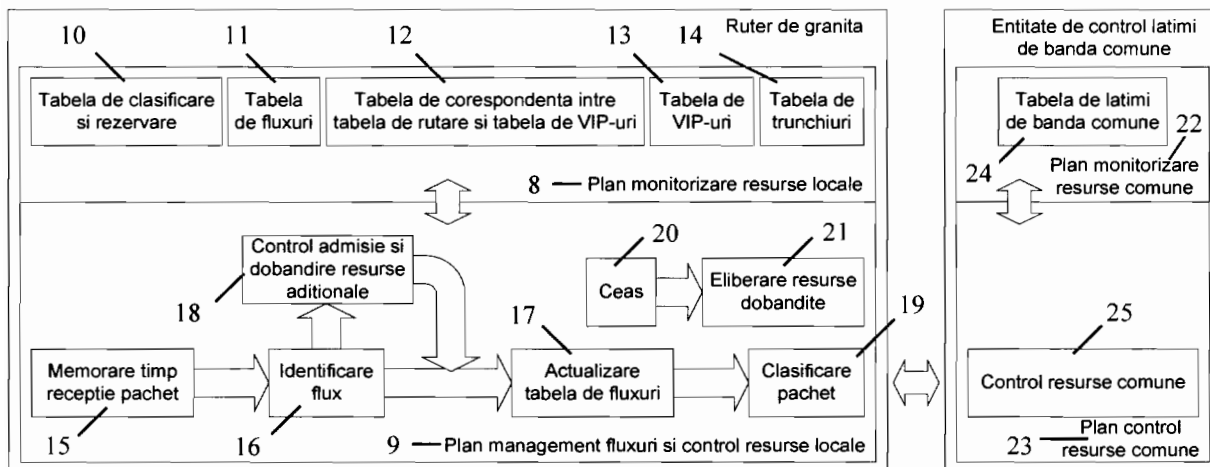 Ruter de granita
10
11
12
13
14
Tabela de clasificare
si rezervare
Tabela
de fluxuri
Tabela de corespondenta intre
tabela de rutare si tabela de VIP-uri
Tabela de
VIP-uri
Tabela de
trunchiuri
8
Plan monitorizare resurse locale
Control admisie si
dobandire resurse
aditionale
18
20
21
Ceas
Eliberare resurse
dobandite
17
19
Memorare timp
receptie pachet
Identificare
flux
Actualizare
tabela de fluxuri
Clasificare
pachet
15
16
9
Plan management fluxuri si control resurse locale
Entitate de control latimi
de banda comune
Tabela de latimi
de banda comune
22
24
Plan monitorizare
resurse comune
25
Control resurse comune
23
Plan control
resurse comune